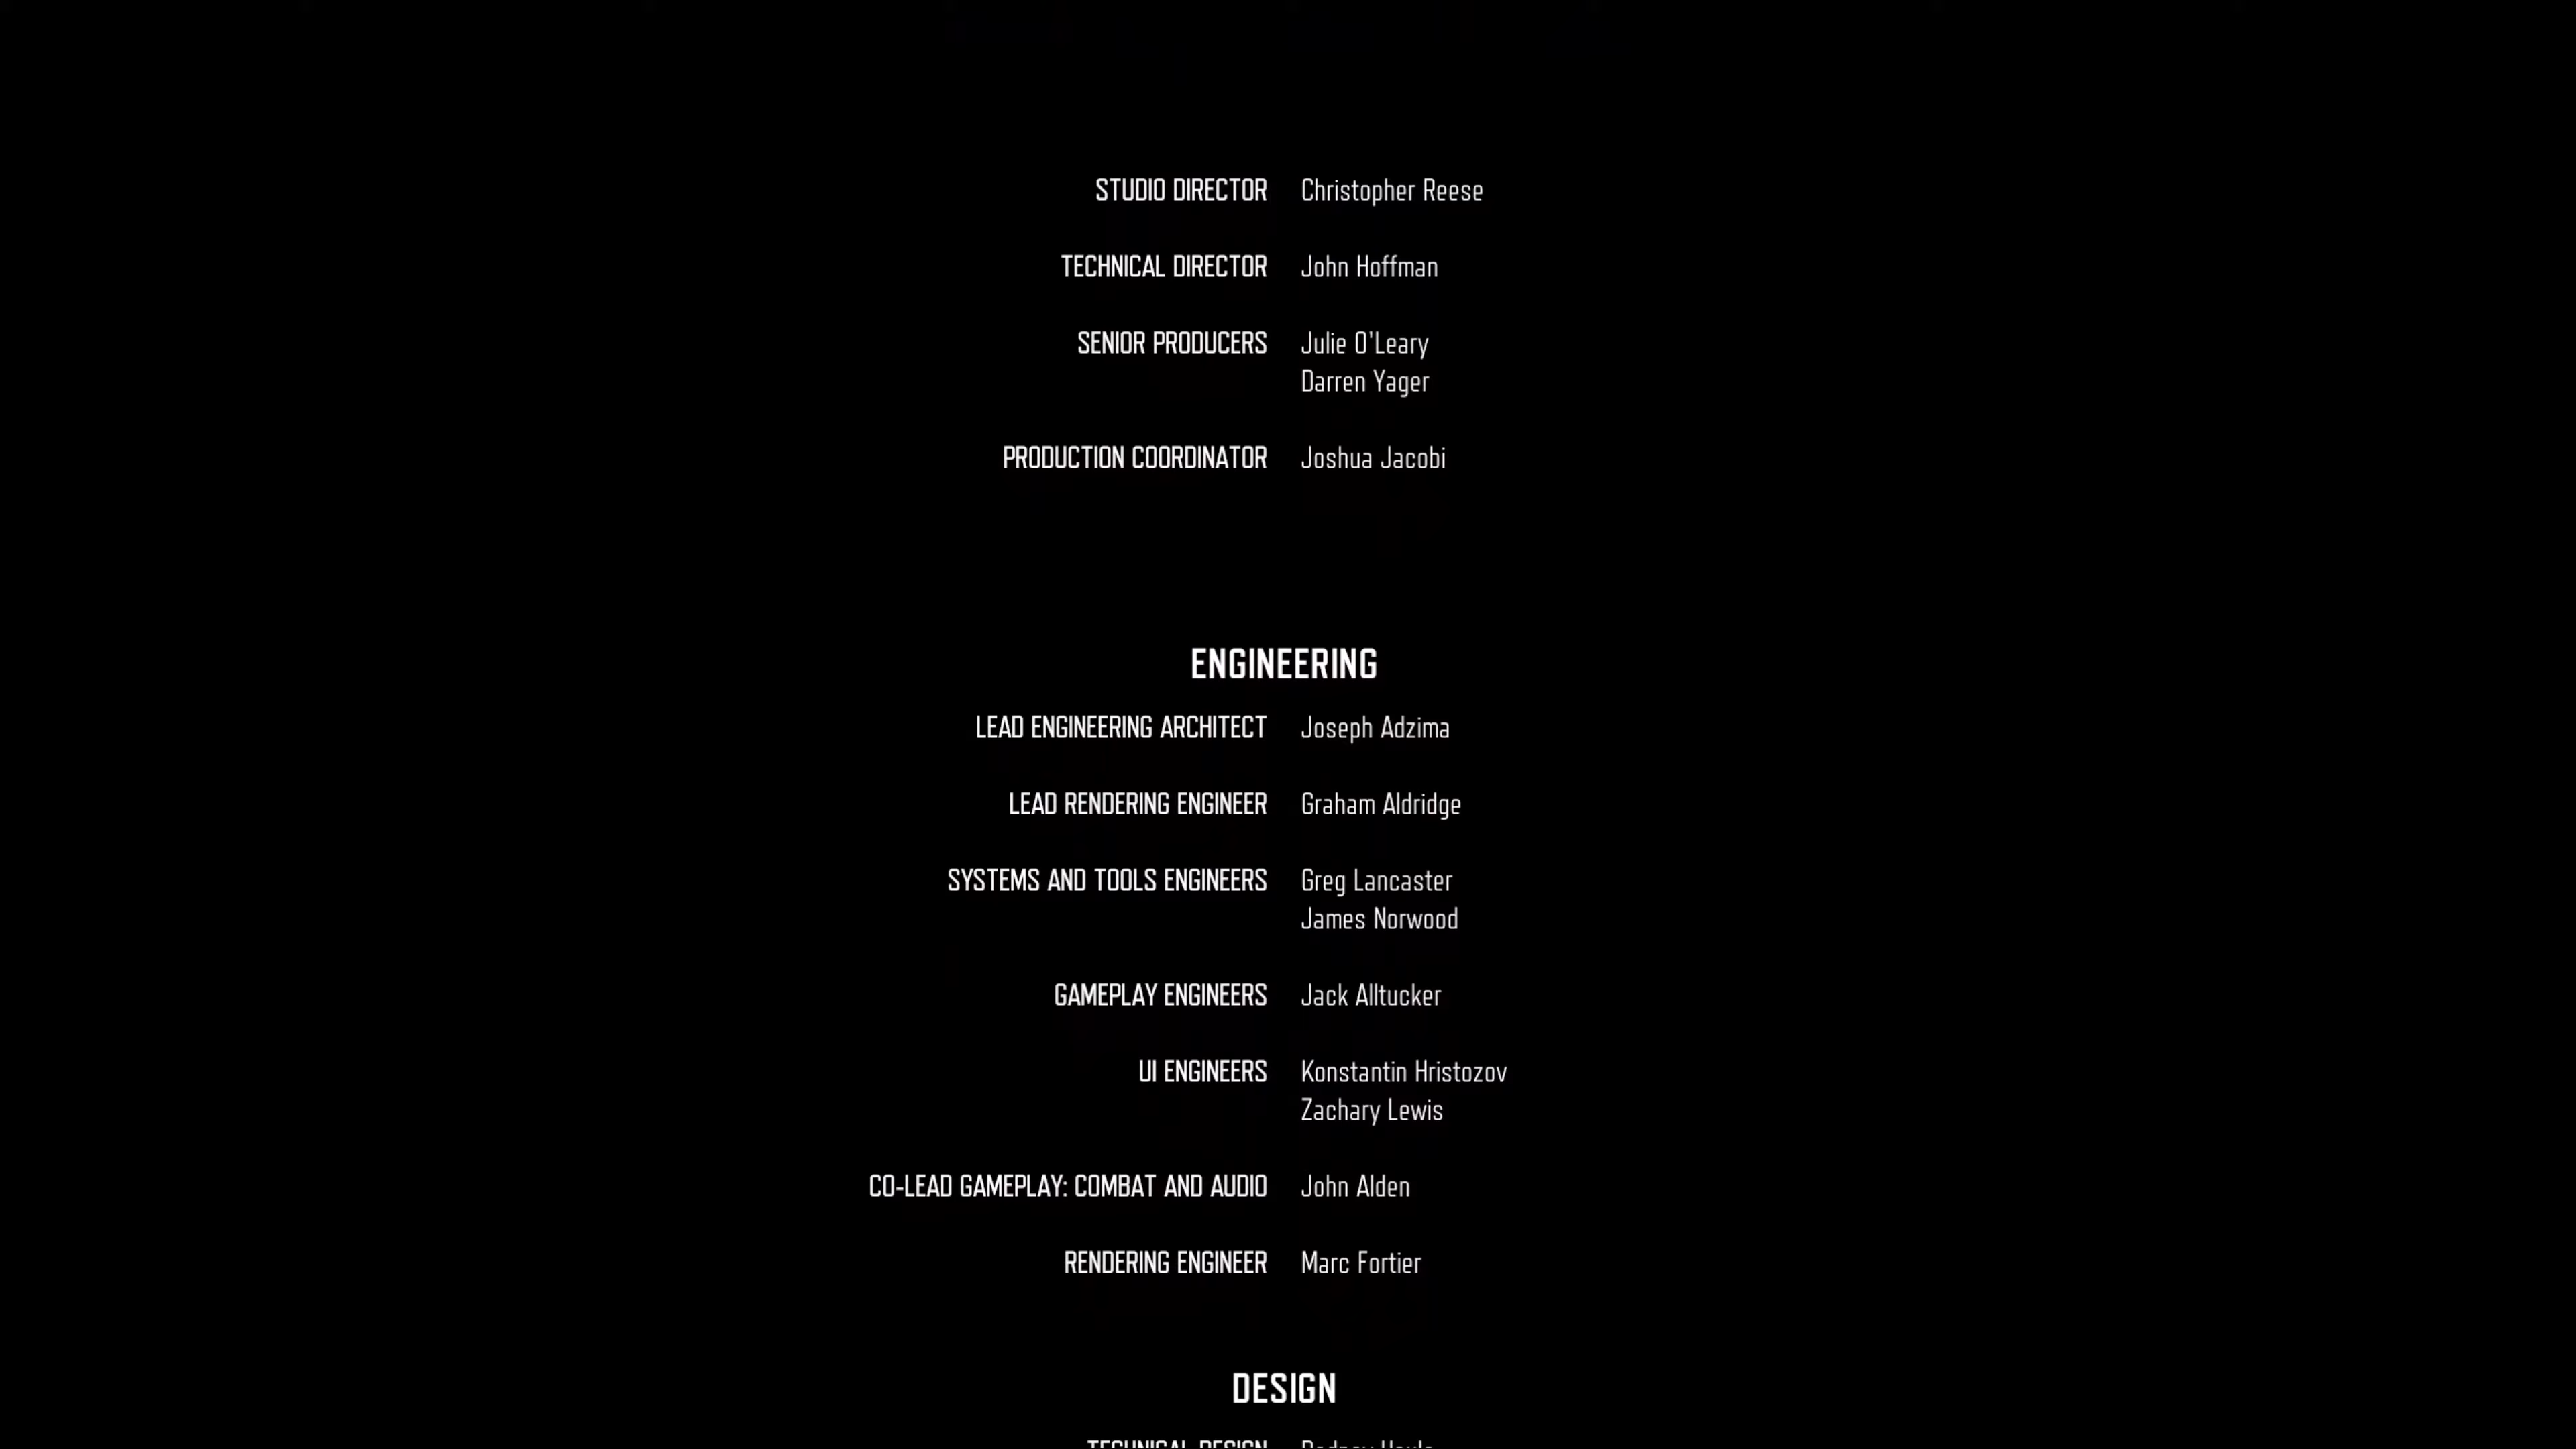 STUDIO DIRECTOR Christopher Reese
TECHNICAL DIRECTOR John Hoffman
SENIOR PRODUCERS Julie O'Leary
Darren Yager
PRODUCTION COORDINATOR Joshua Jacobi
ENGINEERING
LEAD ENGINEERING ARCHITECT Joseph Adzima
LEAD RENDERING ENGINEER Graham Aldridge
SYSTEMS AND TOOLS ENGINEERS Greg Lancaster
James Norwood
GAMEPLAY ENGINEERS Jack Alltucker
UI ENGINEERS Konstantin Hristozov
Zachary Lewis
CO-LEAD GAMEPLAY: COMBAT AND AUDIO John Alden
RENDERING ENGINEER Marc Fortier
DESIGN
TECHNICAL DESIGN